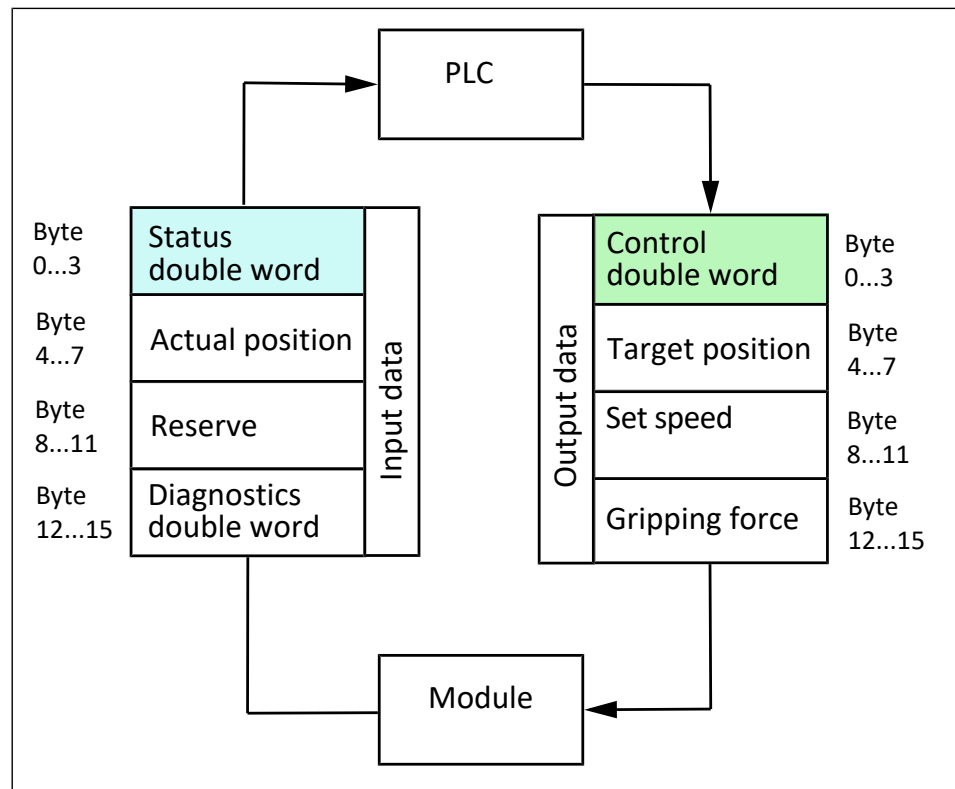 PLC
Byte
0...3
Status
double word
Byte
4...7
Actual position
Byte
8...11
Reserve
Byte
12...15
Diagnostics
double word
Input data
Output data
Control
double word
Byte
0...3
Target position
Byte
4...7
Set speed
Byte
8...11
Gripping force
Byte
12...15
Module